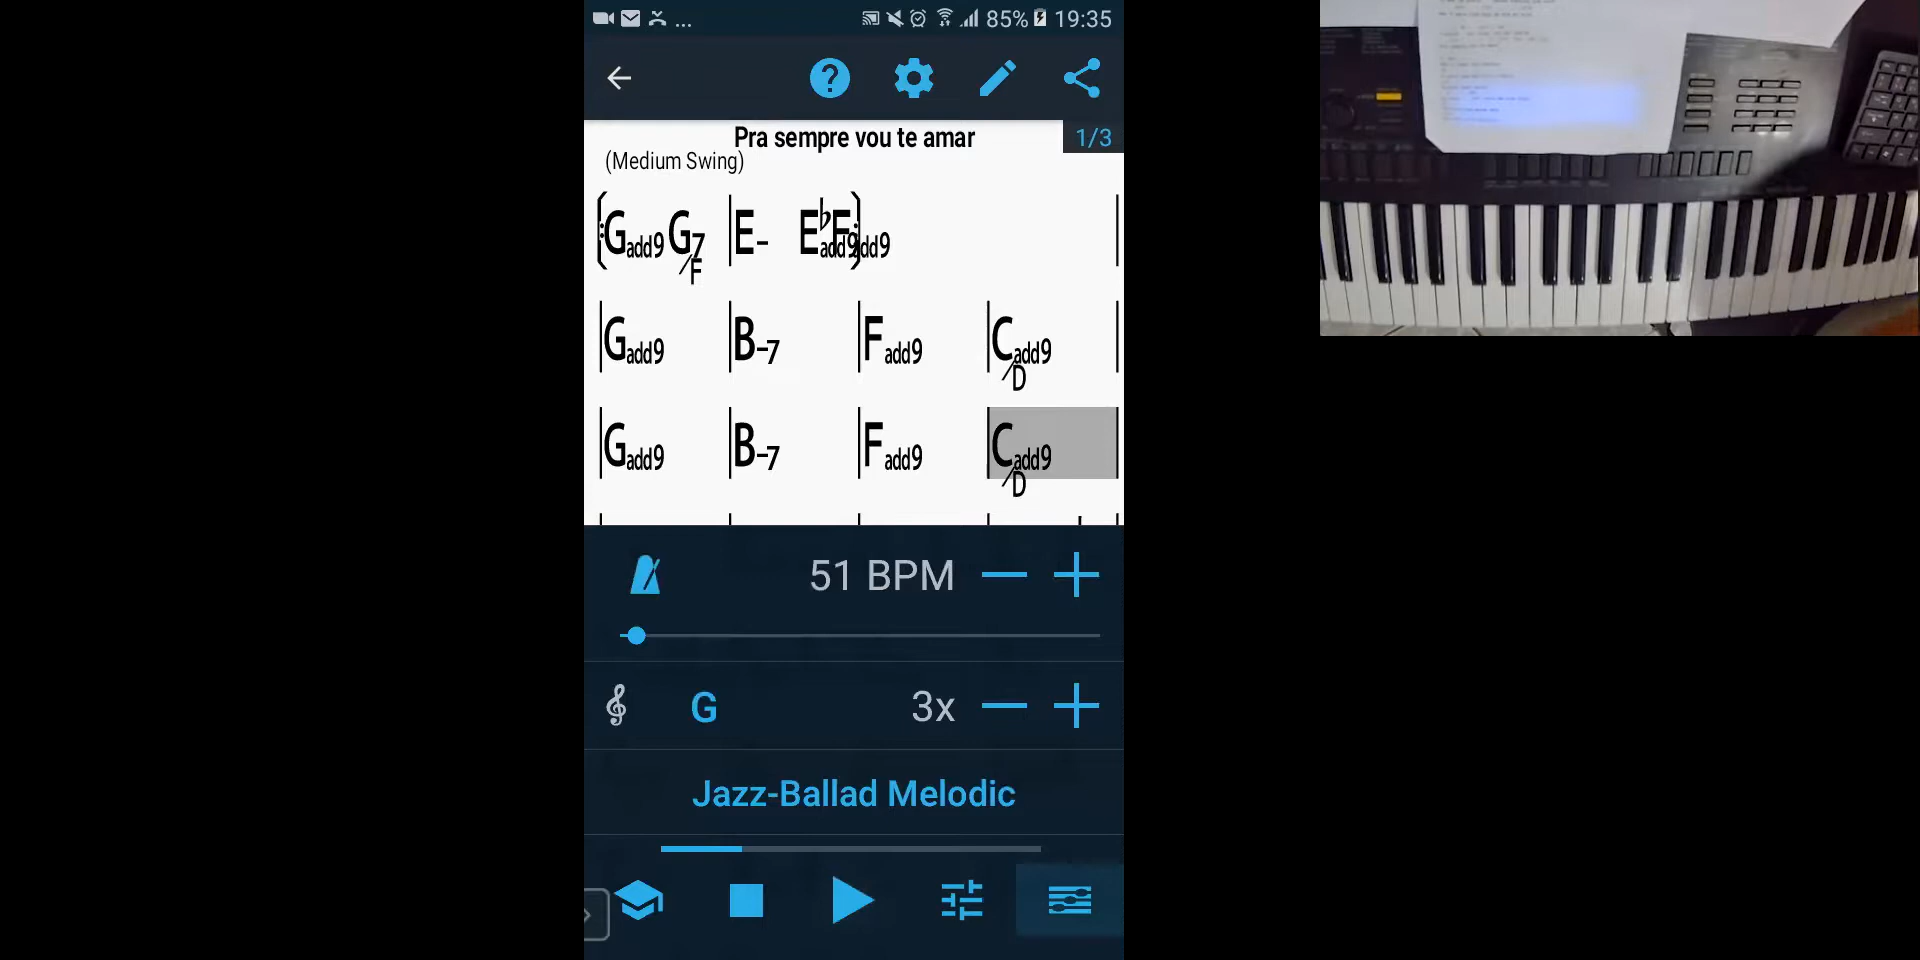 ... 85% 19:35
Pra sempre vou te amar 1/3
(Medium Swing)
Gadd9 G7/F E- E♭add9 Fadd9
Gadd9 B-7 Fadd9 Cadd9/D
Gadd9 B-7 Fadd9 Cadd9/D
51 BPM
G 3x
Jazz-Ballad Melodic